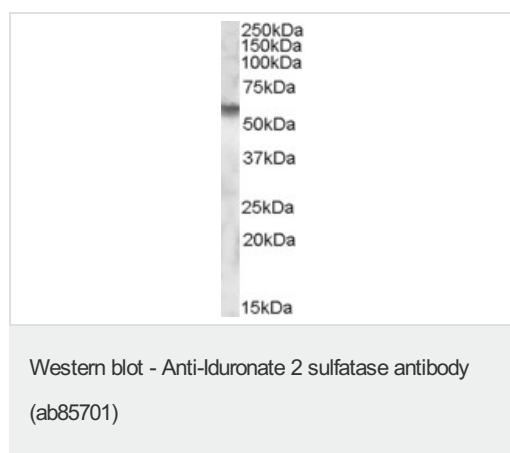 250kDa
150kDa
100kDa
75kDa
50kDa
37kDa
25kDa
20kDa
15kDa
Western blot - Anti-Iduronate 2 sulfatase antibody
(ab85701)